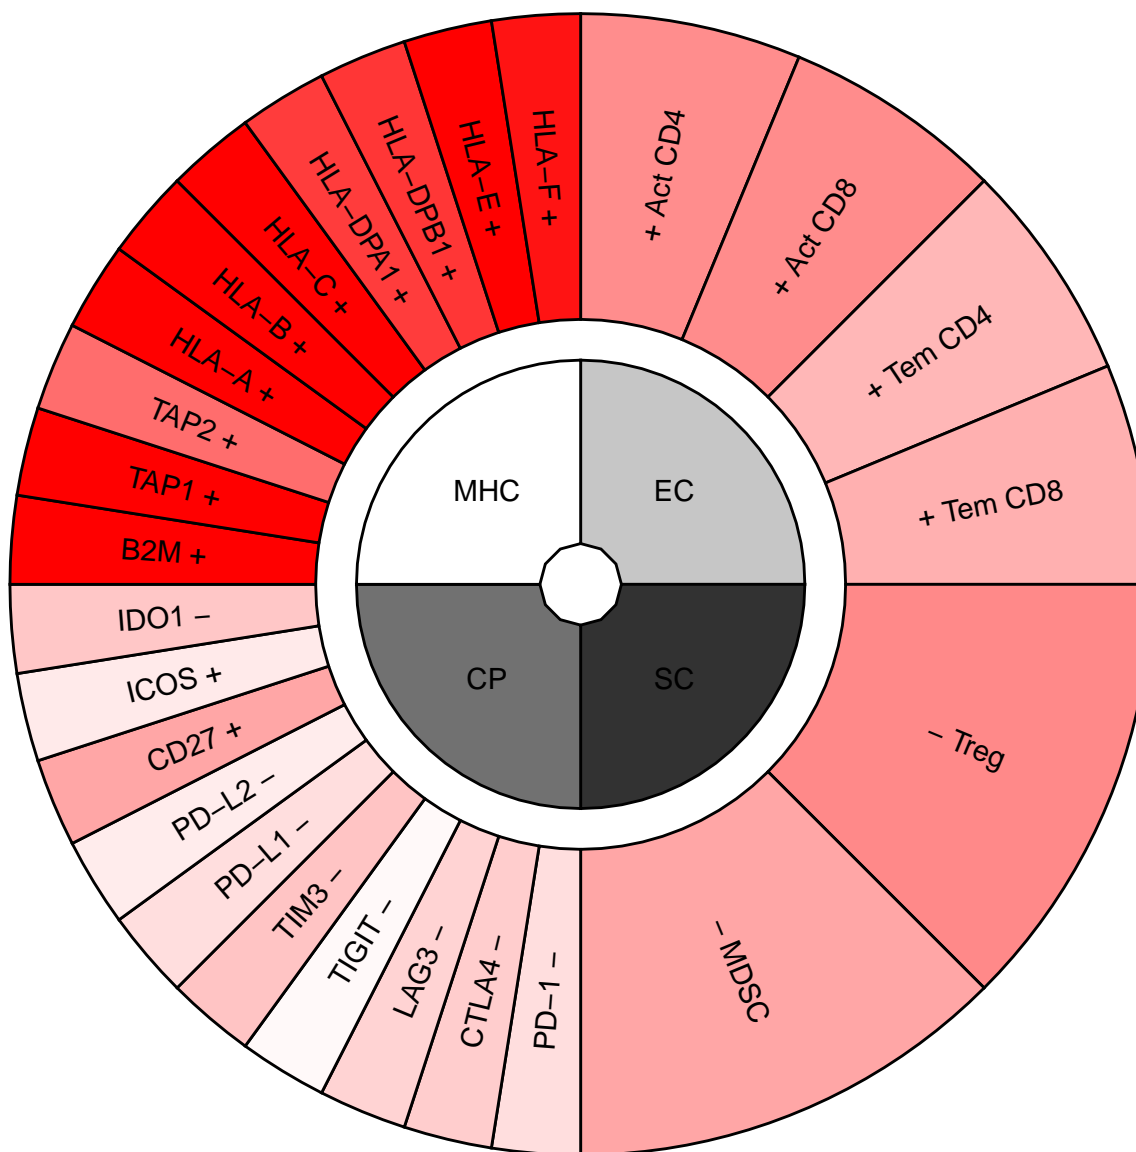 + Act CD4
+ Act CD8
+ Tem CD4
+ Tem CD8
– Treg
– MDSC
PD–1 –
CTLA4 –
LAG3 –
TIGIT –
TIM3 –
PD–L1 –
PD–L2 –
CD27 +
ICOS +
IDO1 –
B2M +
TAP1 +
TAP2 +
HLA–A +
HLA–B +
HLA–C +
HLA–DPA1 +
HLA–DPB1 +
HLA–E +
HLA–F +
MHC
EC
CP
SC